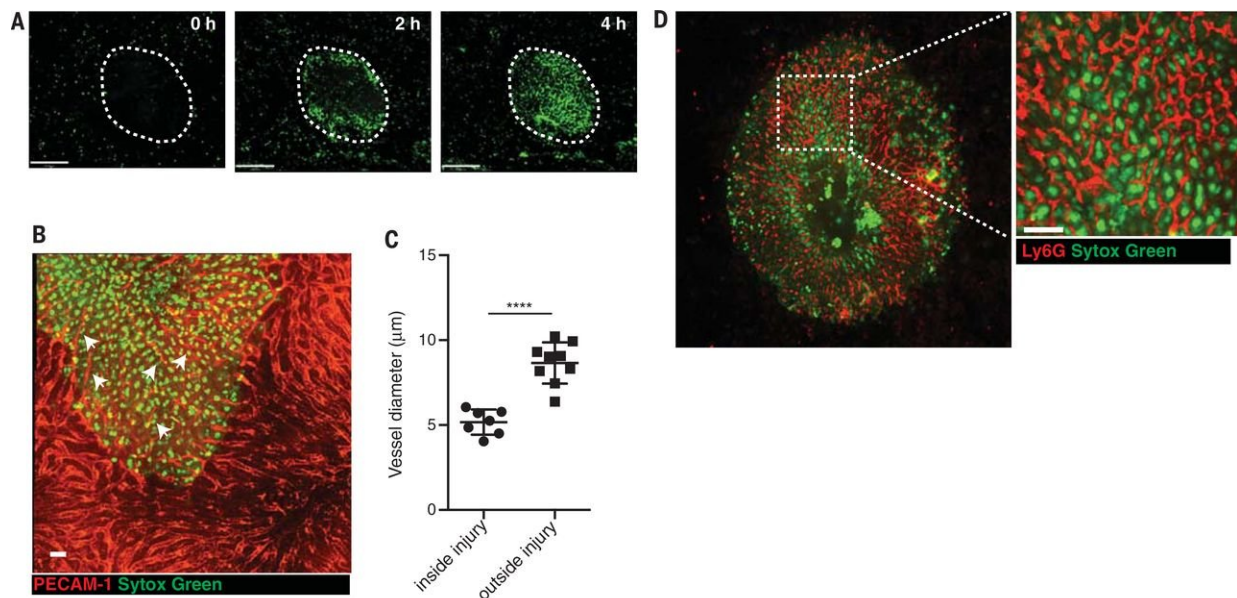 A
0 h
2 h
4 h
B
PECAM-1 Sytox Green
C
15
10
5
0
Vessel diameter (μm)
****
inside injury
outside injury
D
Ly6G Sytox Green